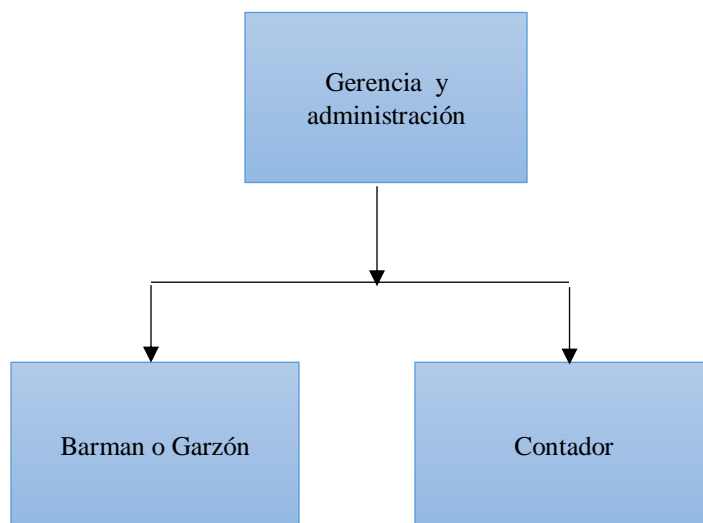 Gerencia y
administración
Barman o Garzón
Contador